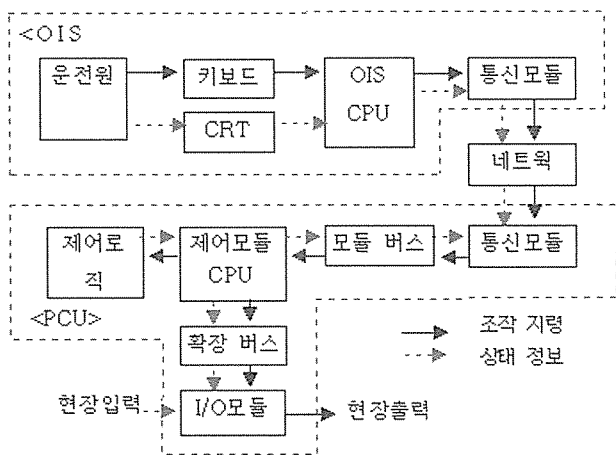 <OIS
운전원
키보드
OIS
CPU
통신모듈
CRT
네트웍
제어로
직
제어모듈
CPU
모듈 버스
통신모듈
<PCU>
확장 버스
조작 지령
상태 정보
현장입력
I/O모듈
현장출력